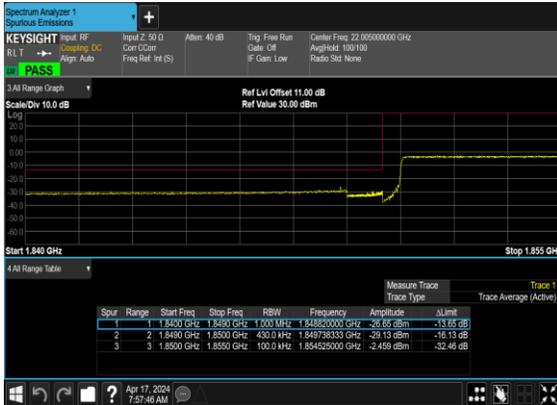 Spectrum Analyzer 1
Spurious Emissions
KEYSIGHT
RLT
Input: RF
Coupling: DC
Align: Auto
Input Z: 50 Ω
Corr CCorr
Freq Ref: Int (S)
Atten: 40 dB
Trig: Free Run
Gate: Off
IF Gain: Low
Center Freq: 22.005000000 GHz
Avg|Hold: 100/100
Radio Std: None
PASS
3 All Range Graph
Scale/Div 10.0 dB
Ref Lvl Offset 11.00 dB
Ref Value 30.00 dBm
Log
20.0
10.0
0.00
-10.0
-20.0
-30.0
-40.0
-50.0
-60.0
Start 1.840 GHz
Stop 1.855 GH
4 All Range Table
Measure Trace Trace 1
Trace Type Trace Average (Active)
Spur Range Start Freq Stop Freq RBW Frequency Amplitude ΔLimit
1 1 1.8400 GHz 1.8490 GHz 1.000 MHz 1.848820000 GHz -26.65 dBm -13.65 dB
2 2 1.8490 GHz 1.8500 GHz 430.0 kHz 1.849738333 GHz -29.13 dBm -16.13 dB
3 3 1.8500 GHz 1.8550 GHz 100.0 kHz 1.854525000 GHz -2.459 dBm -32.46 dB
Apr 17, 2024
7:57:46 AM